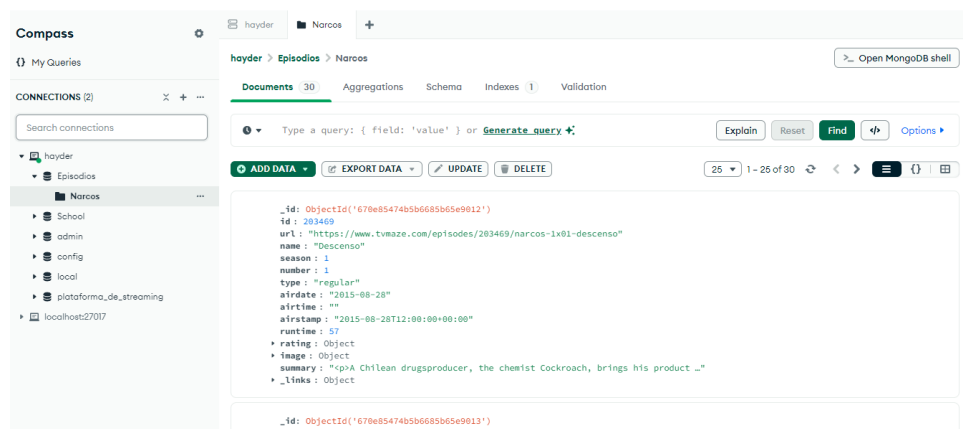 Compass
{} My Queries
CONNECTIONS (2)
Search connections
hayder
Episodios
Narcos
School
admin
config
local
plataforma_de_streaming
localhost:27017
hayder
Narcos
hayder > Episodios > Narcos
>_ Open MongoDB shell
Documents 30 Aggregations Schema Indexes 1 Validation
Type a query: { field: 'value' } or Generate query
Explain Reset Find </> Options
ADD DATA EXPORT DATA UPDATE DELETE
25 1 – 25 of 30 {}
_id: ObjectId('670e85474b5b6685b65e9012')
id : 203469
url : "https://www.tvmaze.com/episodes/203469/narcos-1x01-descenso"
name : "Descenso"
season : 1
number : 1
type : "regular"
airdate : "2015-08-28"
airtime : ""
airstamp : "2015-08-28T12:00:00+00:00"
runtime : 57
rating : Object
image : Object
summary : "<p>A Chilean drugsproducer, the chemist Cockroach, brings his product …"
_links : Object
_id: ObjectId('670e85474b5b6685b65e9013')